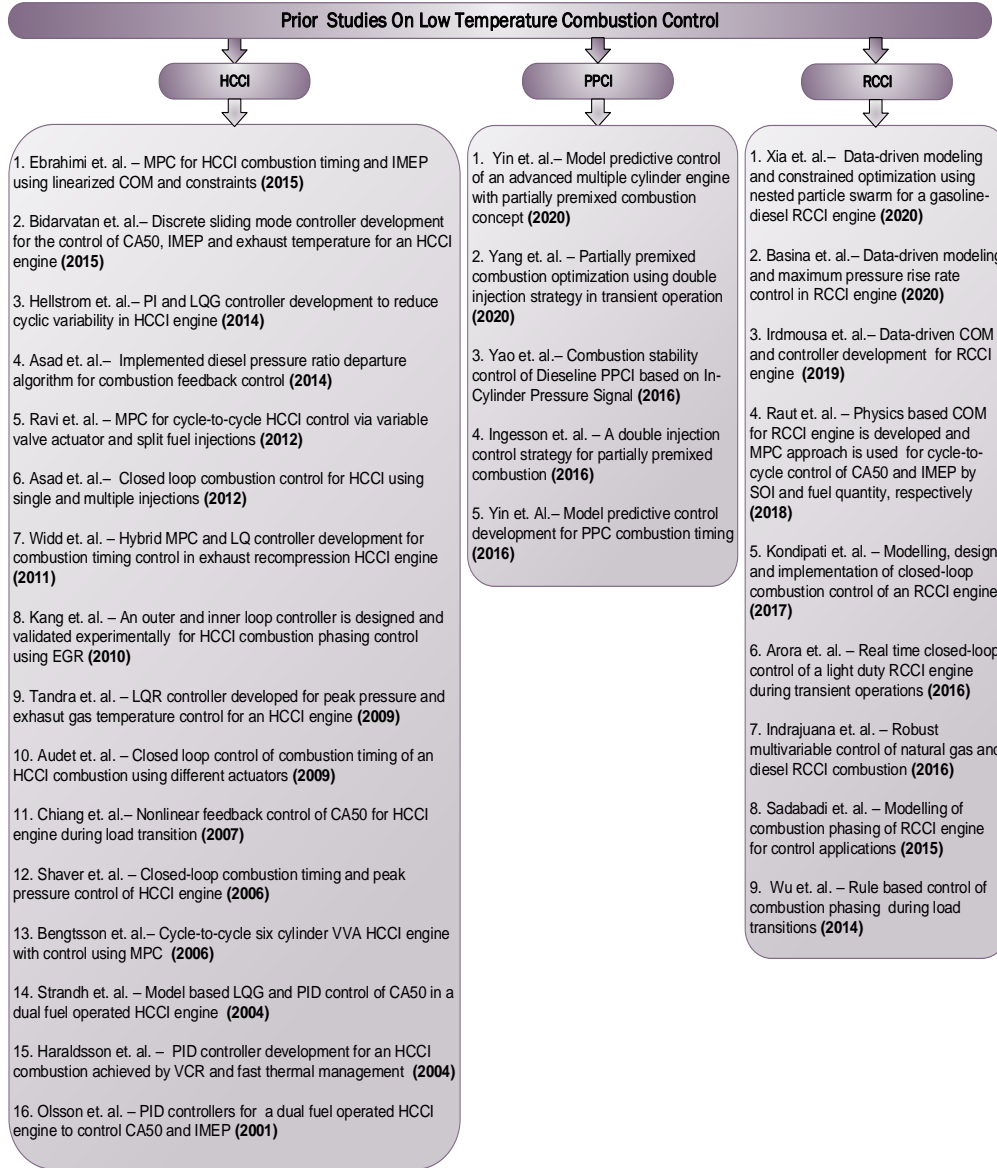 Prior Studies On Low Temperature Combustion Control
HCCI
1. Ebrahimi et. al. – MPC for HCCI combustion timing and IMEP
using linearized COM and constraints (2015)
2. Bidarvatan et. al.– Discrete sliding mode controller development
for the control of CA50, IMEP and exhaust temperature for an HCCI
engine (2015)
3. Hellstrom et. al.– PI and LQG controller development to reduce
cyclic variability in HCCI engine (2014)
4. Asad et. al.– Implemented diesel pressure ratio departure
algorithm for combustion feedback control (2014)
5. Ravi et. al. – MPC for cycle-to-cycle HCCI control via variable
valve actuator and split fuel injections (2012)
6. Asad et. al. – Closed loop combustion control for HCCI using
single and multiple injections (2012)
7. Widd et. al. – Hybrid MPC and LQ controller development for
combustion timing control in exhaust recompression HCCI engine
(2011)
8. Kang et. al. – An outer and inner loop controller is designed and
validated experimentally for HCCI combustion phasing control
using EGR (2010)
9. Tandra et. al. – LQR controller developed for peak pressure and
exhasut gas temperature control for an HCCI engine (2009)
10. Audet et. al. – Closed loop control of combustion timing of an
HCCI combustion using different actuators (2009)
11. Chiang et. al.– Nonlinear feedback control of CA50 for HCCI
engine during load transition (2007)
12. Shaver et. al. – Closed-loop combustion timing and peak
pressure control of HCCI engine (2006)
13. Bengtsson et. al.– Cycle-to-cycle six cylinder VVA HCCI engine
with control using MPC (2006)
14. Strandh et. al. – Model based LQG and PID control of CA50 in a
dual fuel operated HCCI engine (2004)
15. Haraldsson et. al. – PID controller development for an HCCI
combustion achieved by VCR and fast thermal management (2004)
16. Olsson et. al. – PID controllers for a dual fuel operated HCCI
engine to control CA50 and IMEP (2001)
PPCI
1. Yin et. al.– Model predictive control
of an advanced multiple cylinder engine
with partially premixed combustion
concept (2020)
2. Yang et. al. – Partially premixed
combustion optimization using double
injection strategy in transient operation
(2020)
3. Yao et. al.– Combustion stability
control of Dieseline PPCI based on In-
Cylinder Pressure Signal (2016)
4. Ingesson et. al. – A double injection
control strategy for partially premixed
combustion (2016)
5. Yin et. Al.– Model predictive control
development for PPC combustion timing
(2016)
RCCI
1. Xia et. al.– Data-driven modeling
and constrained optimization using
nested particle swarm for a gasoline-
diesel RCCI engine (2020)
2. Basina et. al.– Data-driven modeling
and maximum pressure rise rate
control in RCCI engine (2020)
3. Irdmousa et. al.– Data-driven COM
and controller development for RCCI
engine (2019)
4. Raut et. al. – Physics based COM
for RCCI engine is developed and
MPC approach is used for cycle-to-
cycle control of CA50 and IMEP by
SOI and fuel quantity, respectively
(2018)
5. Kondipati et. al. – Modelling, design
and implementation of closed-loop
combustion control of an RCCI engine
(2017)
6. Arora et. al. – Real time closed-loop
control of a light duty RCCI engine
during transient operations (2016)
7. Indrajuana et. al. – Robust
multivariable control of natural gas and
diesel RCCI combustion (2016)
8. Sadabadi et. al. – Modelling of
combustion phasing of RCCI engine
for control applications (2015)
9. Wu et. al. – Rule based control of
combustion phasing during load
transitions (2014)